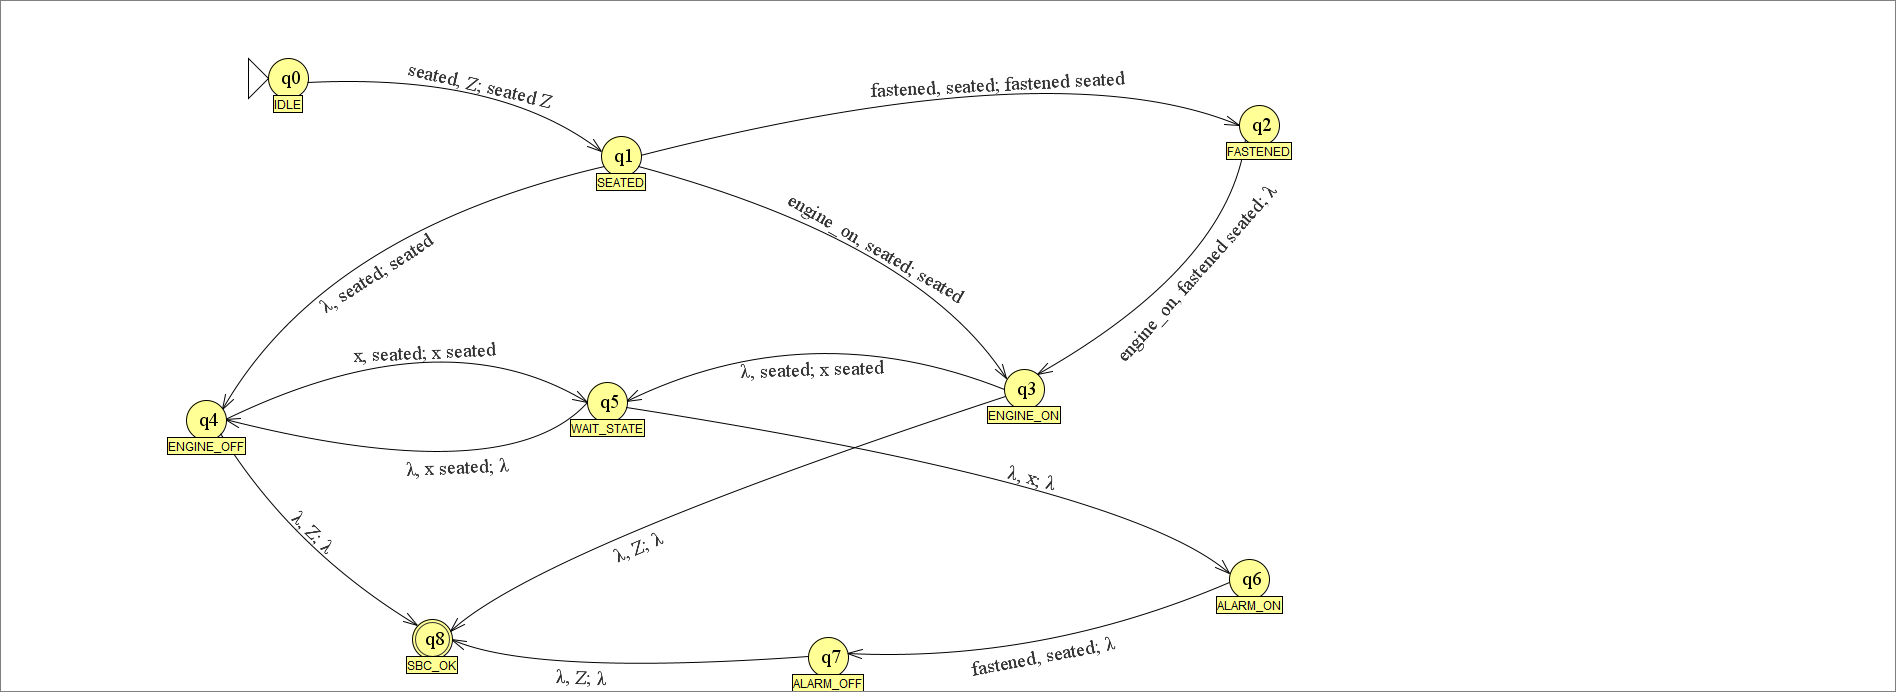 seated, Z; seated Z
q0
IDLE
fastened, seated; fastened seated
q2
FASTENED
q1
SEATED
engine_on, seated; seated
engine_on, fastened seated; λ
λ, seated; seated
x, seated; x seated
λ, seated; x seated
q3
ENGINE_ON
q5
WAIT_STATE
q4
ENGINE_OFF
λ, x seated; λ
λ, x; λ
λ, Z; λ
λ, Z; λ
q6
ALARM_ON
q8
SBC_OK
q7
ALARM_OFF
fastened, seated; λ
λ, Z; λ